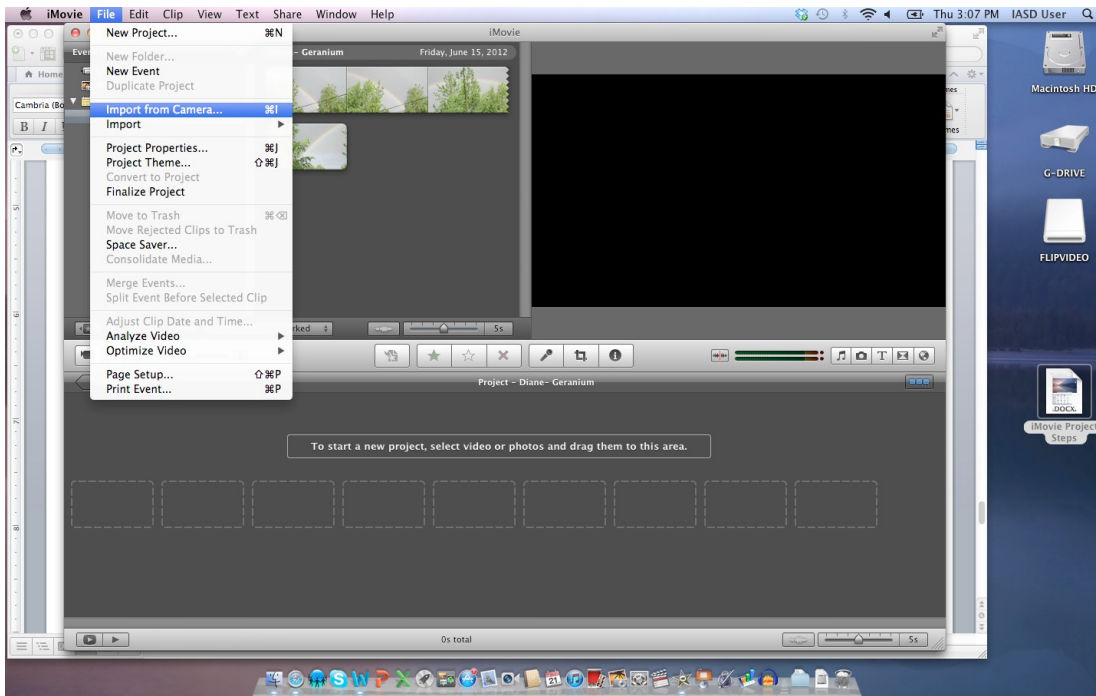 iMovie File Edit Clip View Text Share Window Help
Thu 3:07 PM IASD User
iMovie
New Project... ⌘N
New Folder...
New Event
Duplicate Project
Import from Camera... ⌘I
Import
Project Properties... ⌘J
Project Theme... ⇧⌘J
Convert to Project
Finalize Project
Move to Trash ⌘⌫
Move Rejected Clips to Trash
Space Saver...
Consolidate Media...
Merge Events...
Split Event Before Selected Clip
Adjust Clip Date and Time...
Analyze Video
Optimize Video
Page Setup... ⇧⌘P
Print Event... ⌘P
Even
- Geranium Friday, June 15, 2012
Home
Cambria (Bo
B I
mes
mes
rked
5s
Project - Diane- Geranium
To start a new project, select video or photos and drag them to this area.
0s total
5s
Macintosh HD
G-DRIVE
FLIPVIDEO
.DOCX
iMovie Project
Steps